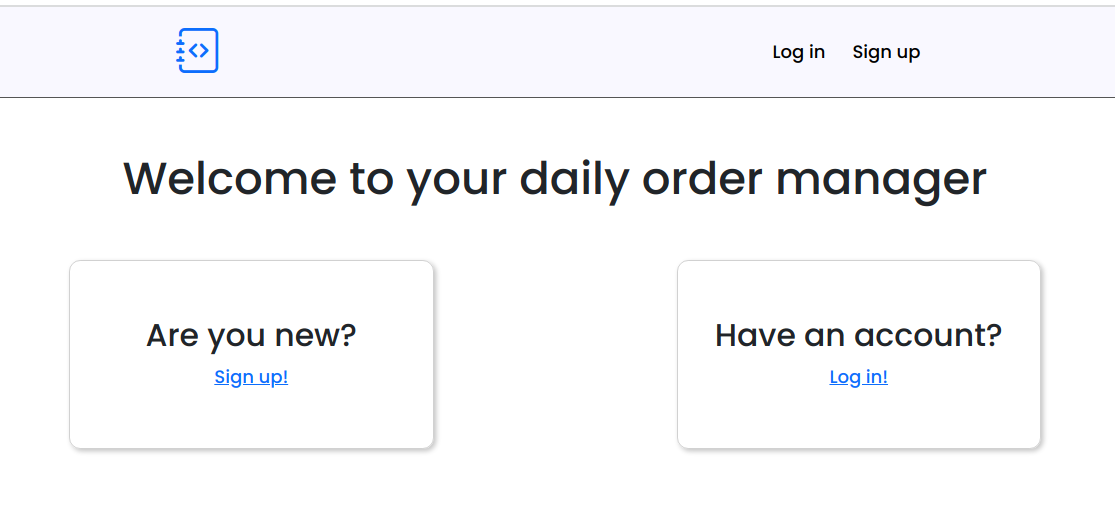 Log in Sign up
Welcome to your daily order manager
Are you new?
Sign up!
Have an account?
Log in!